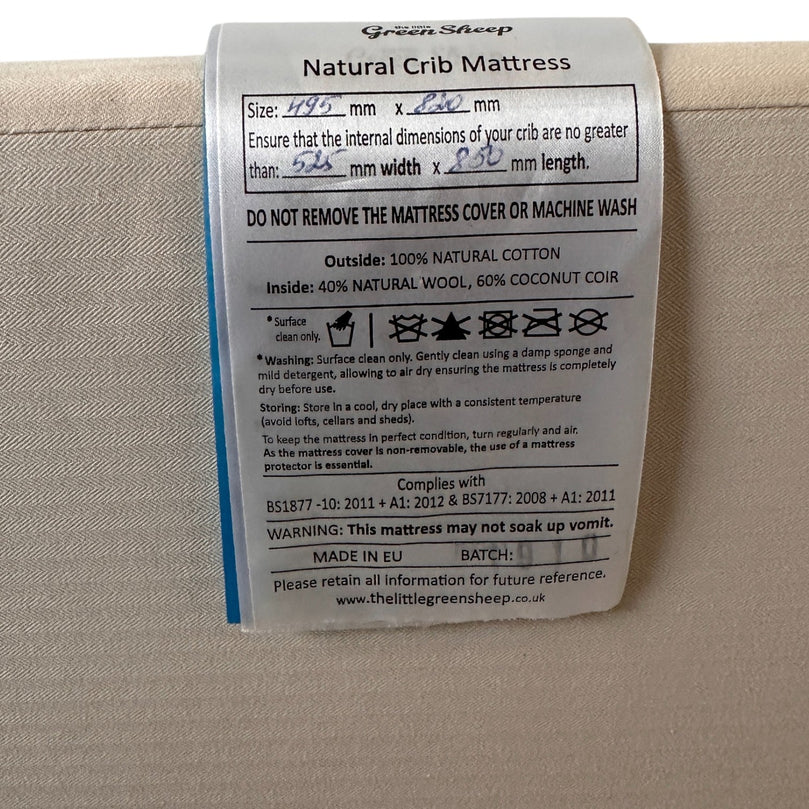 the little
Green Sheep
Natural Crib Mattress
Size: 495 mm x 820 mm
Ensure that the internal dimensions of your crib are no greater
than: 525 mm width x 850 mm length.
DO NOT REMOVE THE MATTRESS COVER OR MACHINE WASH
Outside: 100% NATURAL COTTON
Inside: 40% NATURAL WOOL, 60% COCONUT COIR
* Surface
clean only.
* Washing: Surface clean only. Gently clean using a damp sponge and
mild detergent, allowing to air dry ensuring the mattress is completely
dry before use.
Storing: Store in a cool, dry place with a consistent temperature
(avoid lofts, cellars and sheds).
To keep the mattress in perfect condition, turn regularly and air.
As the mattress cover is non-removable, the use of a mattress
protector is essential.
Complies with
BS1877 -10: 2011 + A1: 2012 & BS7177: 2008 + A1: 2011
WARNING: This mattress may not soak up vomit.
MADE IN EU BATCH:
Please retain all information for future reference.
www.thelittlegreensheep.co.uk